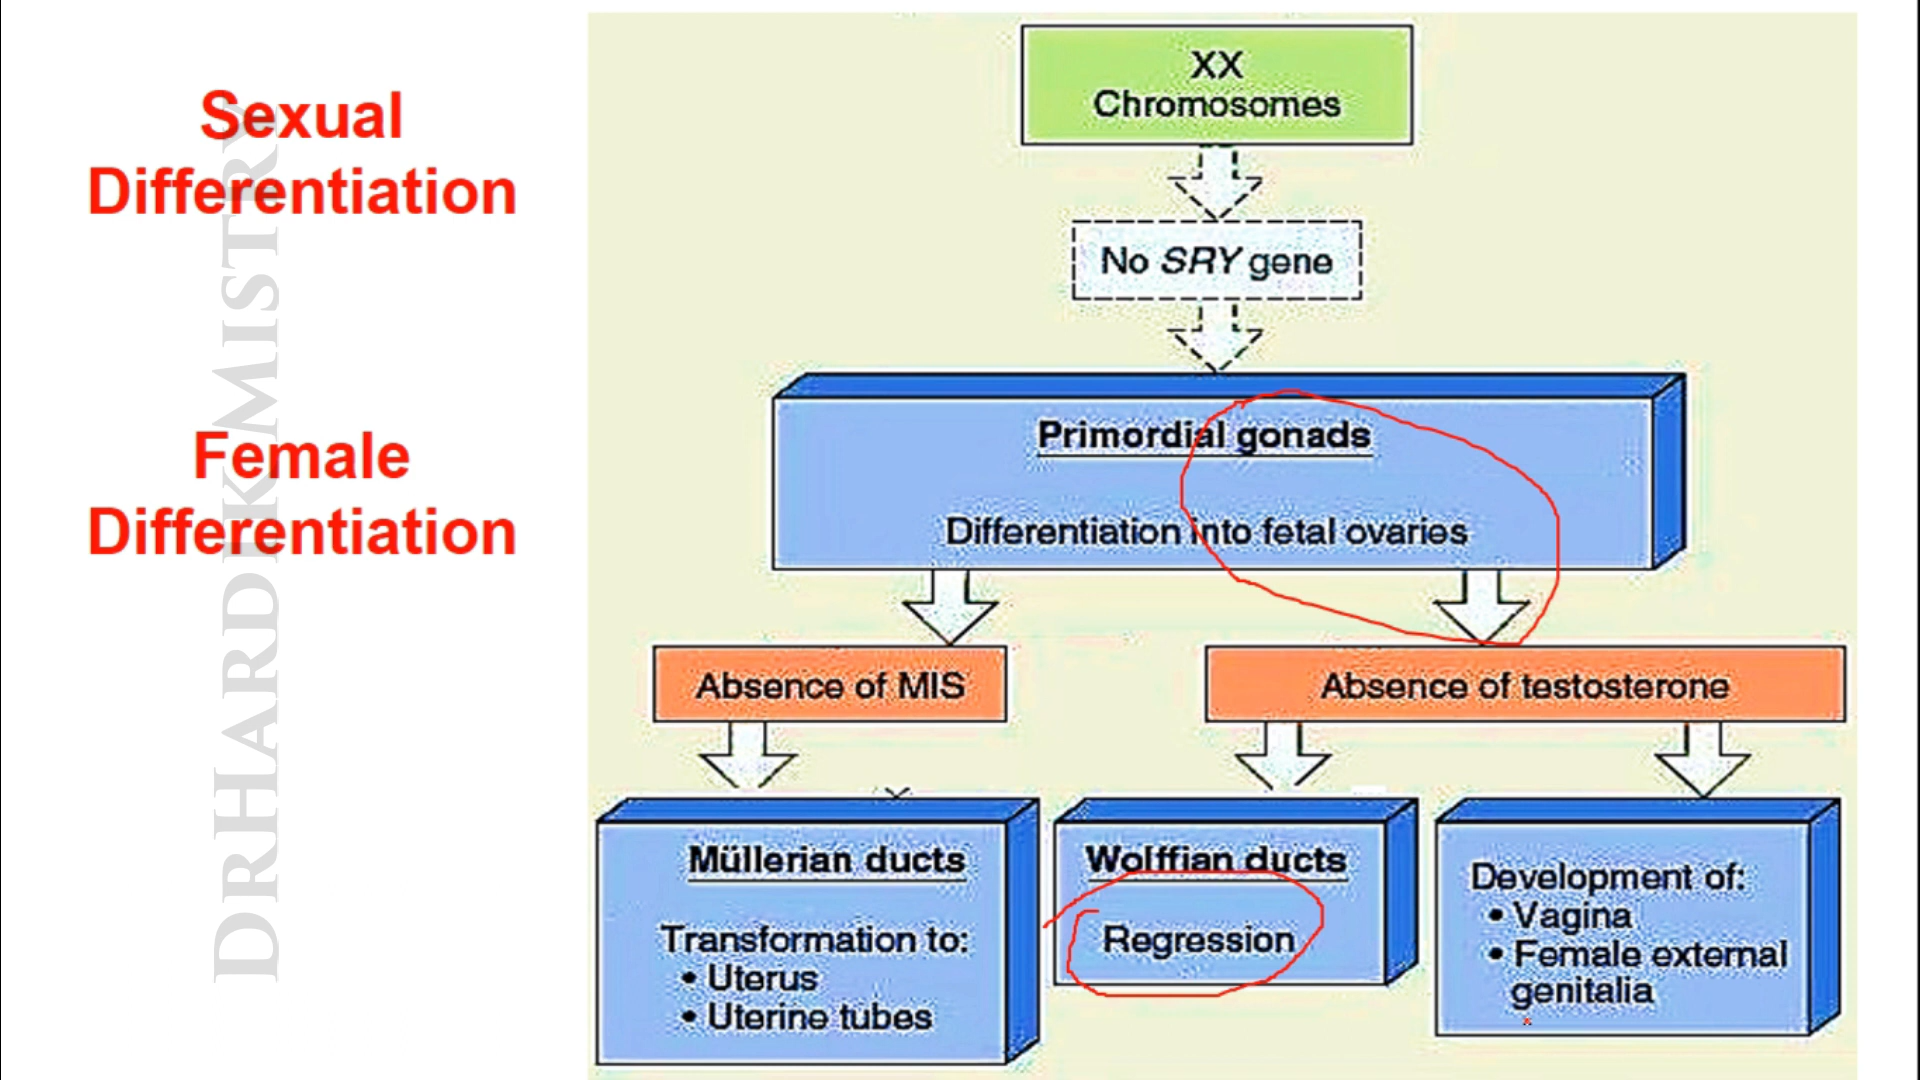 Sexual
Differentiation
Female
Differentiation
DRHARDIKMISTRY
XX
Chromosomes
No SRY gene
Primordial gonads
Differentiation into fetal ovaries
Absence of MIS
Absence of testosterone
Müllerian ducts
Transformation to:
• Uterus
• Uterine tubes
Wolffian ducts
Regression
Development of:
• Vagina
• Female external
genitalia